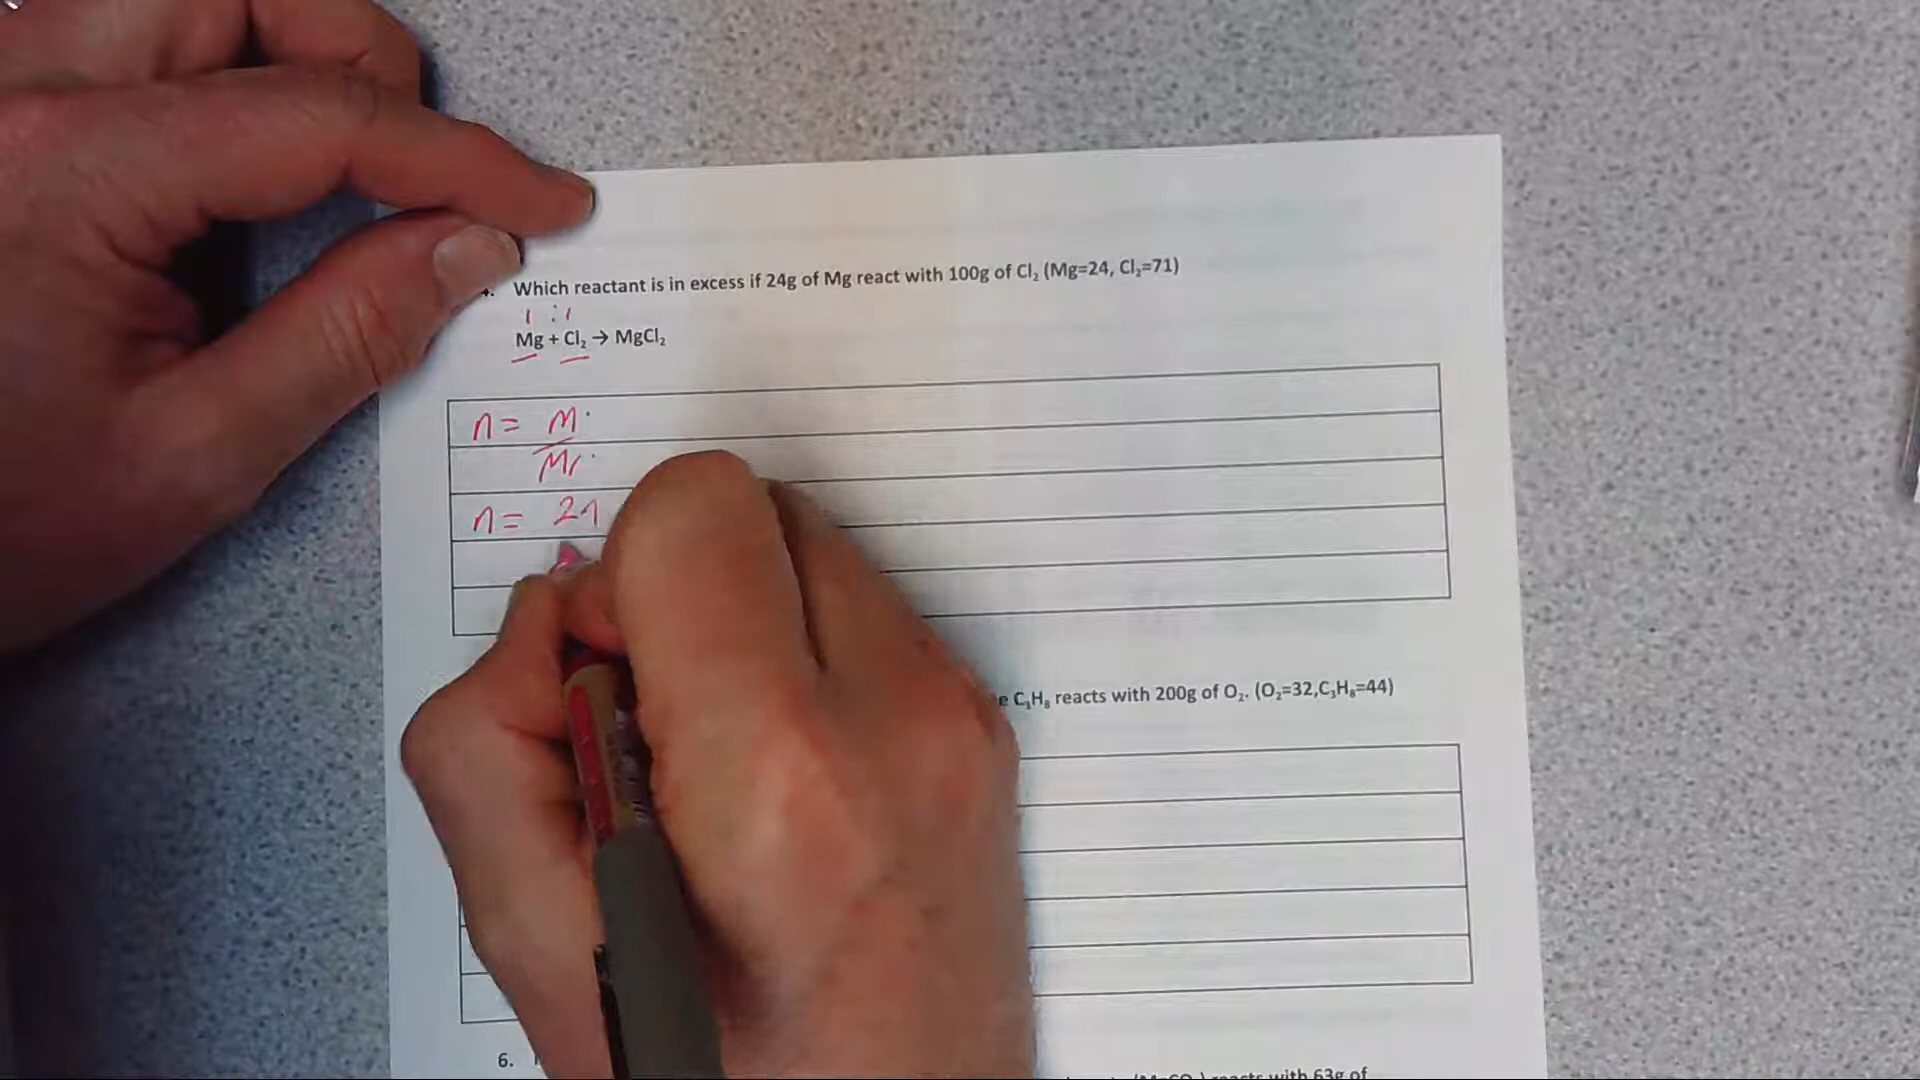 4. Which reactant is in excess if 24g of Mg react with 100g of Cl₂ (Mg=24, Cl₂=71)
1 : 1
Mg + Cl₂ → MgCl₂
n = M
Mr
n = 24
C₃H₈ reacts with 200g of O₂. (O₂=32,C₃H₈=44)
6.
reacts with 63g of